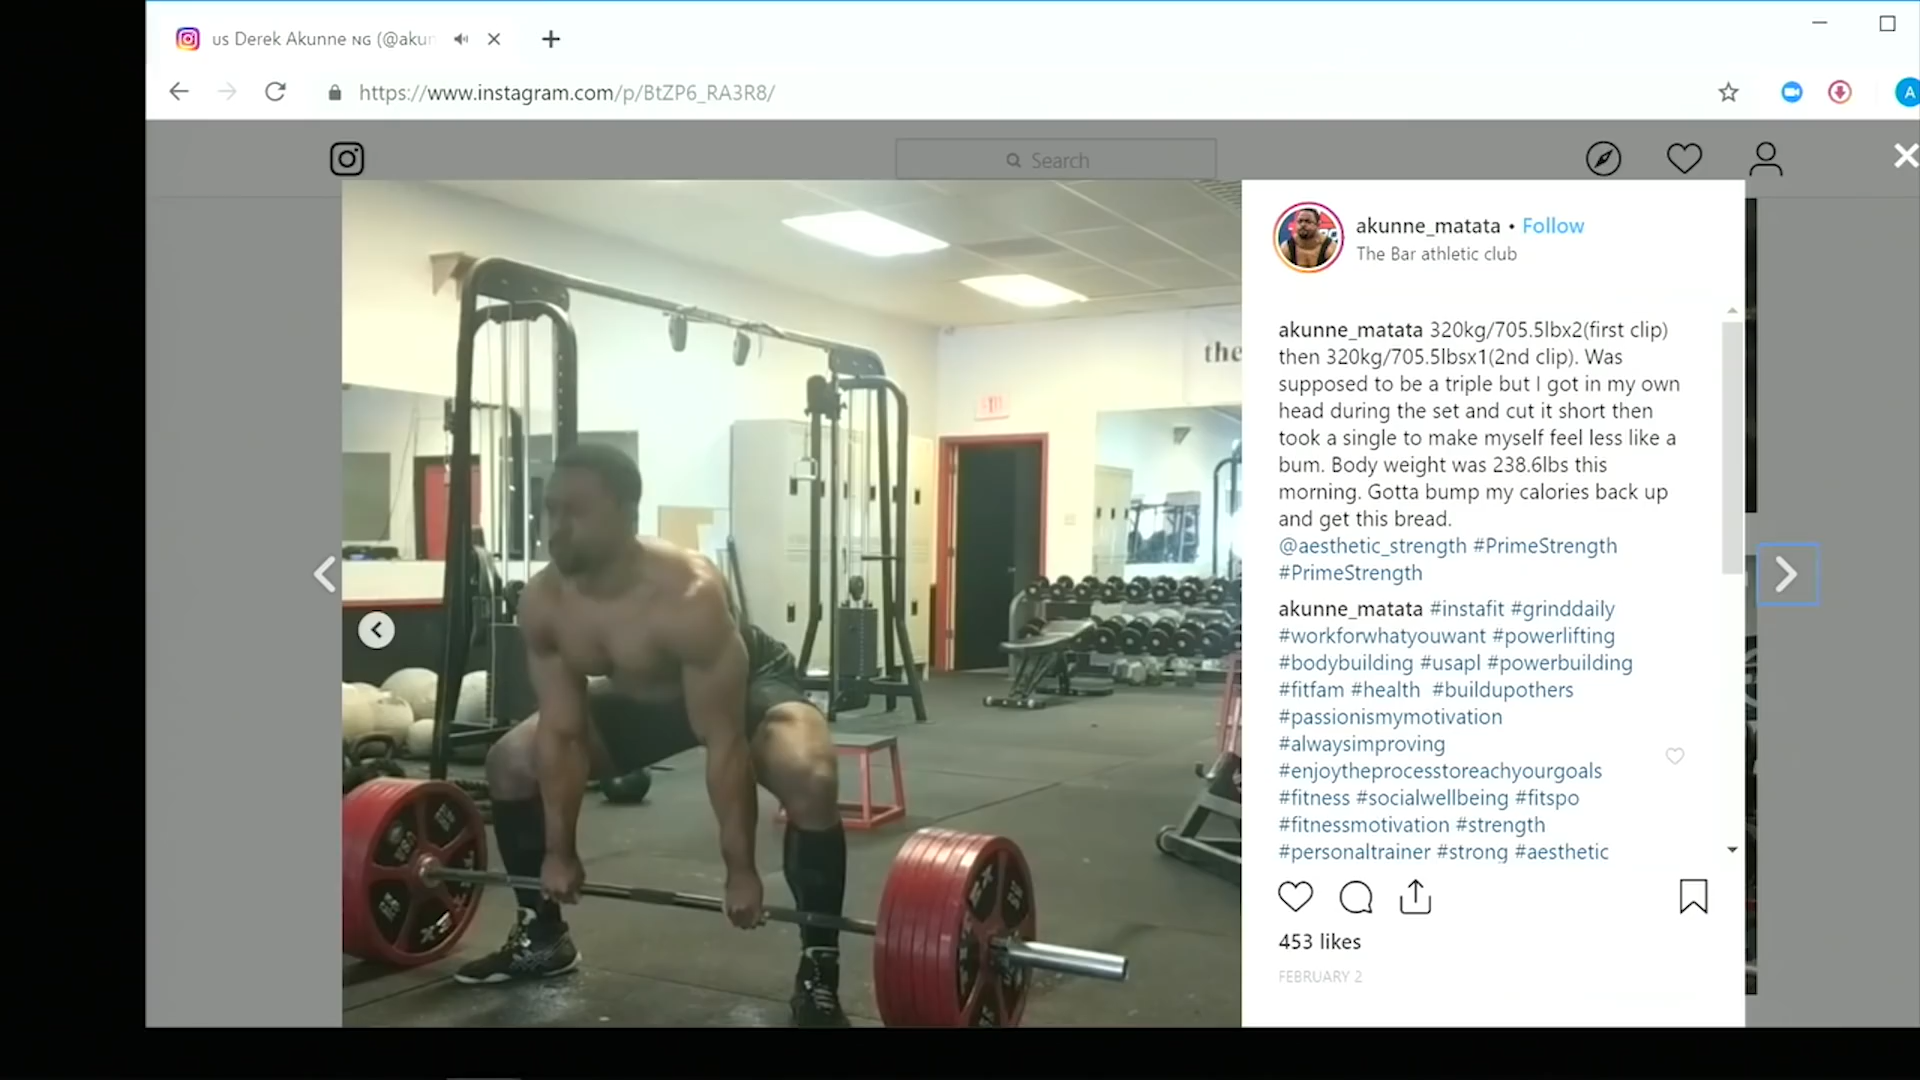 us Derek Akunne NG (@akun
https://www.instagram.com/p/BtZP6_RA3R8/
A
Search
akunne_matata • Follow
The Bar athletic club
the
akunne_matata 320kg/705.5lbx2(first clip)
then 320kg/705.5lbsx1(2nd clip). Was
supposed to be a triple but I got in my own
head during the set and cut it short then
took a single to make myself feel less like a
bum. Body weight was 238.6lbs this
morning. Gotta bump my calories back up
and get this bread.
@aesthetic_strength #PrimeStrength
#PrimeStrength
akunne_matata #instafit #grinddaily
#workforwhatyouwant #powerlifting
#bodybuilding #usapl #powerbuilding
#fitfam #health #buildupothers
#passionismymotivation
#alwaysimproving
#enjoytheprocesstoreachyourgoals
#fitness #socialwellbeing #fitspo
#fitnessmotivation #strength
#personaltrainer #strong #aesthetic
453 likes
FEBRUARY 2
EXIT